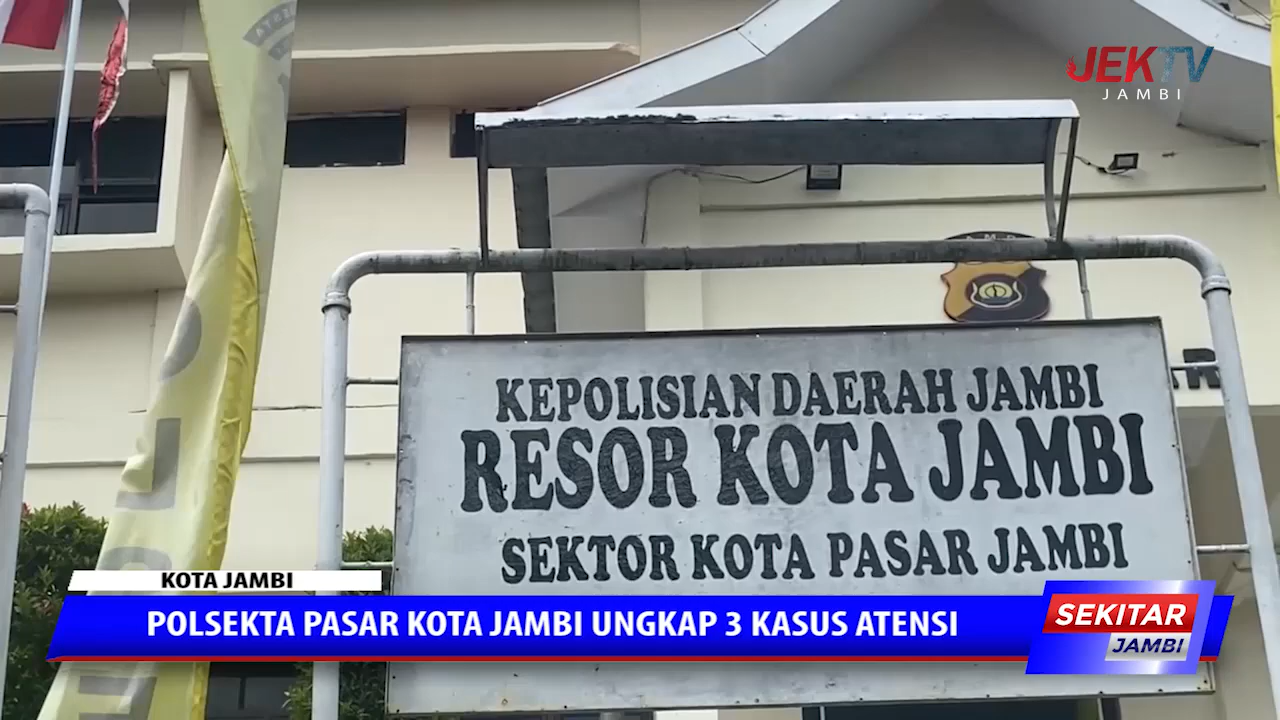 JEKTV
JAMBI
KEPOLISIAN DAERAH JAMBI
RESOR KOTA JAMBI
SEKTOR KOTA PASAR JAMBI
KOTA JAMBI
POLSEKTA PASAR KOTA JAMBI UNGKAP 3 KASUS ATENSI
SEKITAR
JAMBI